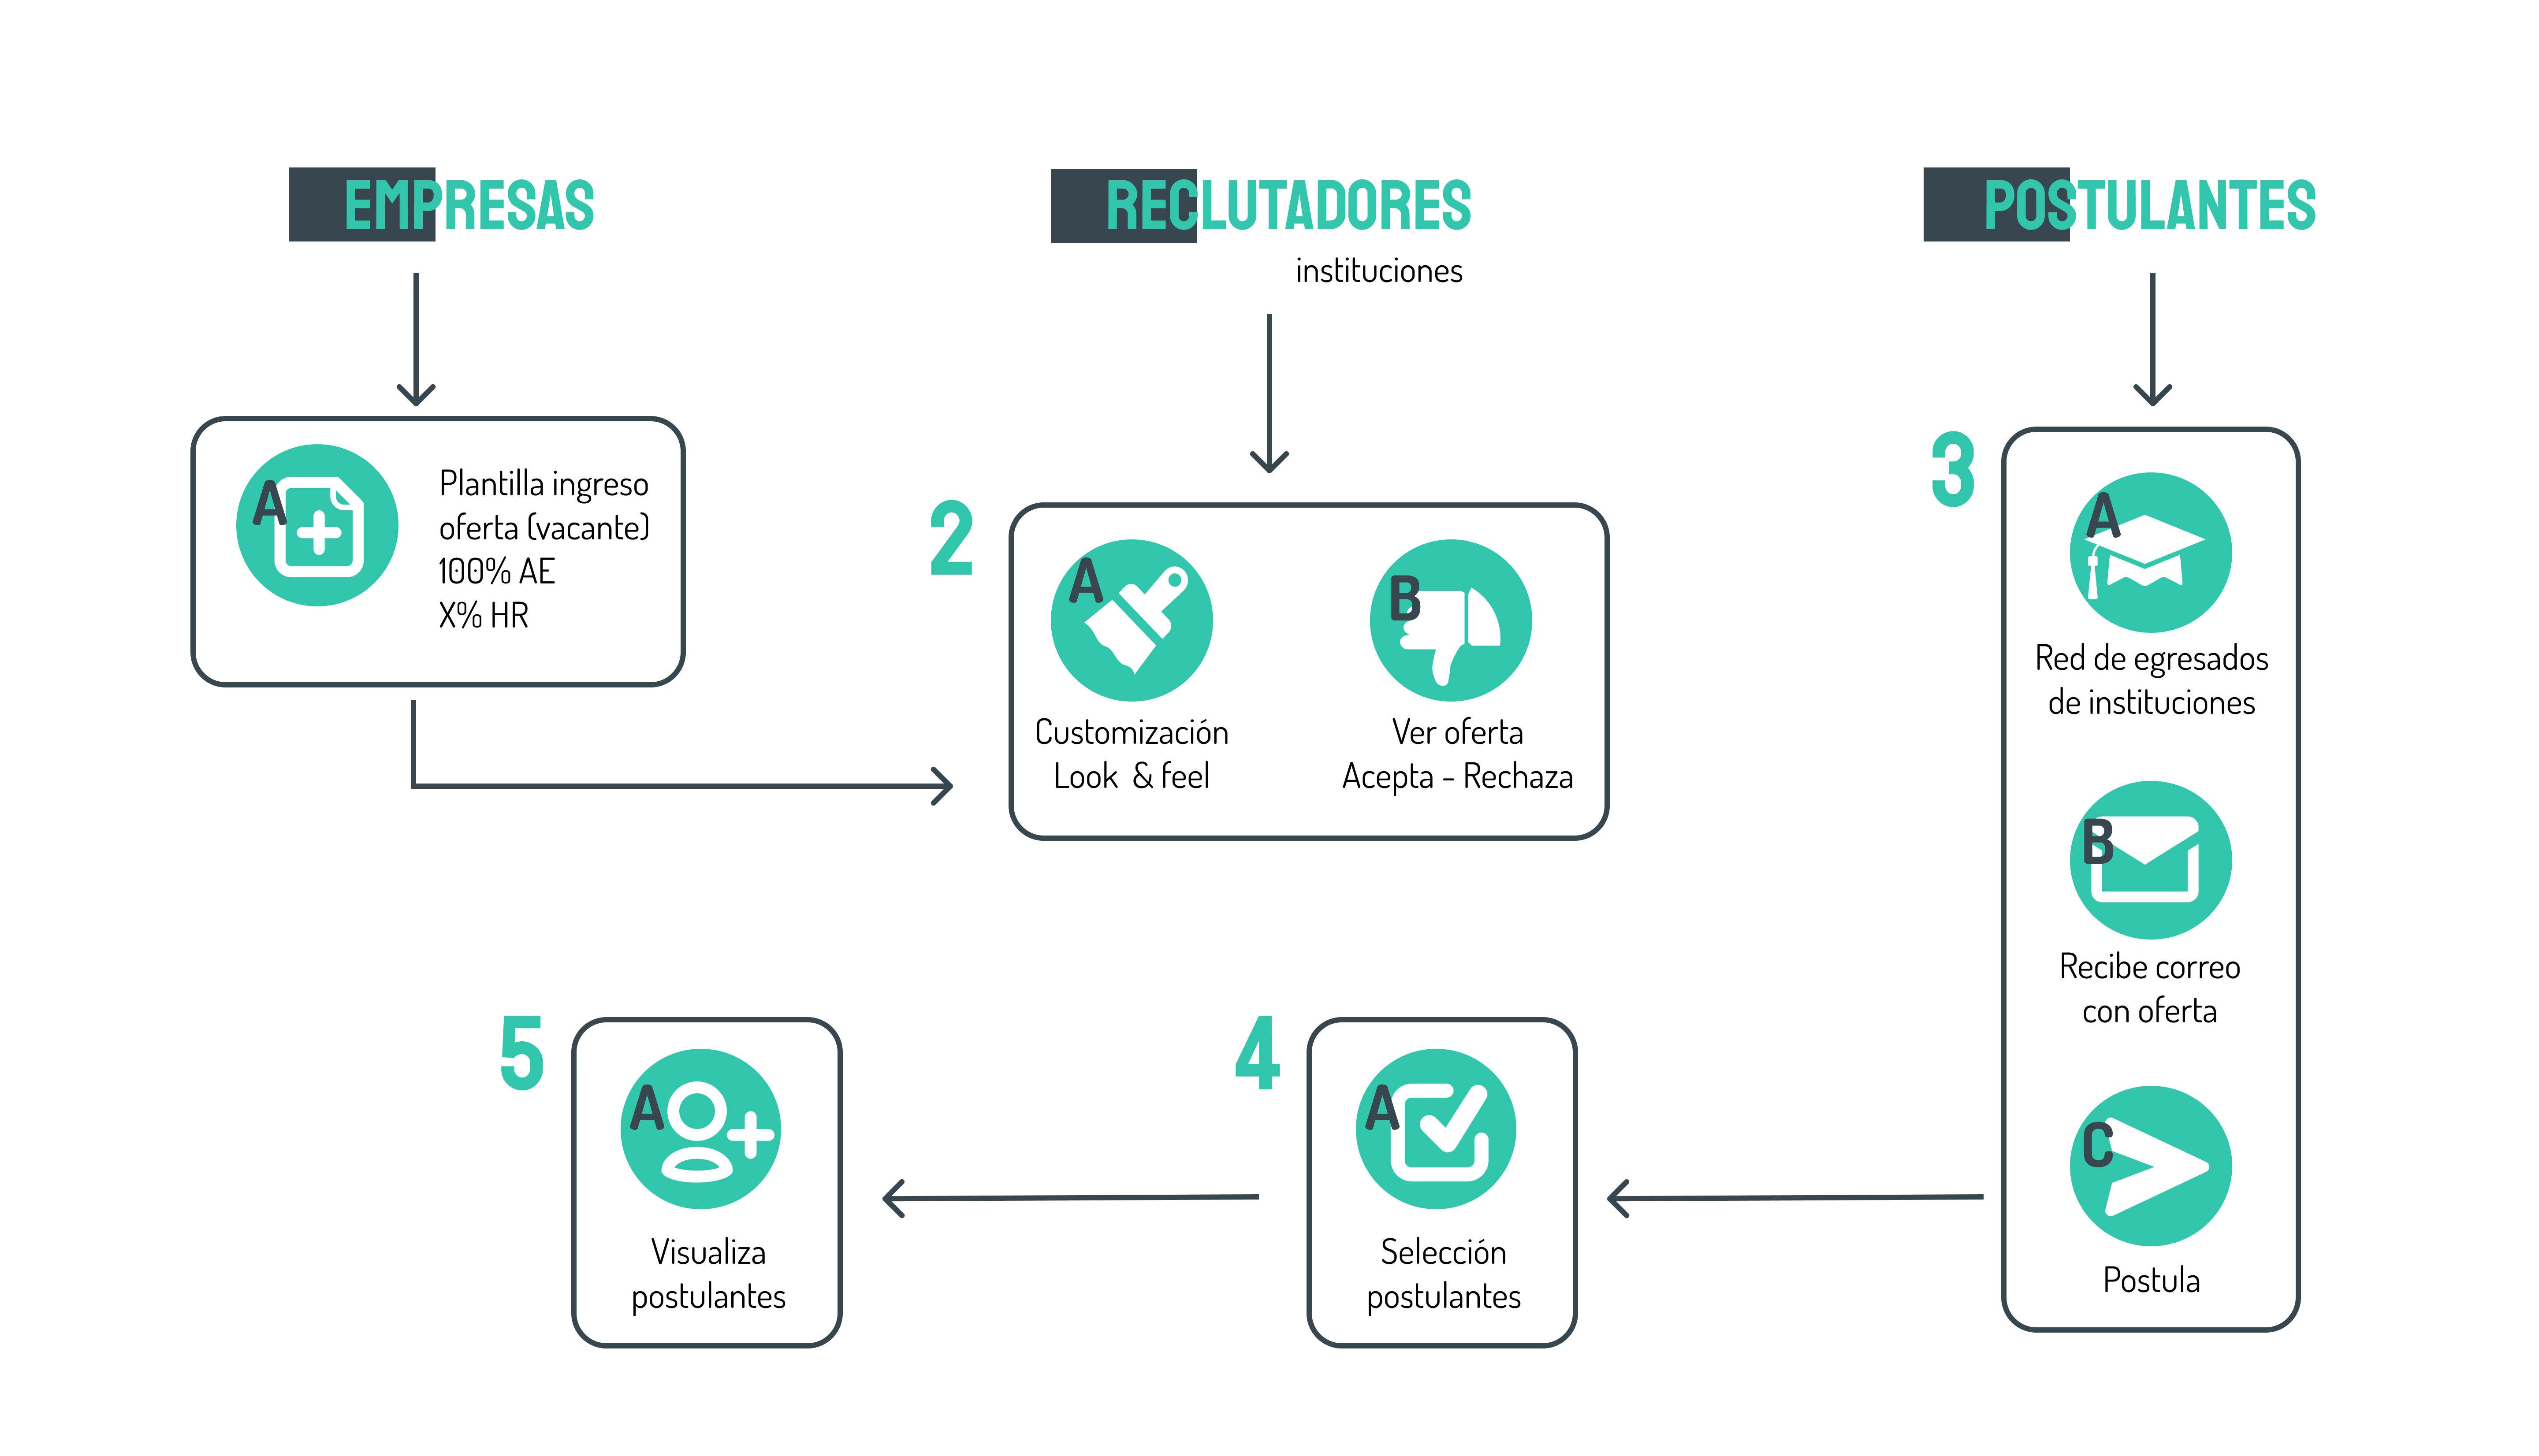 EMPRESAS
A
Plantilla ingreso
oferta (vacante)
100% AE
X% HR
RECLUTADORES
instituciones
2
A
Customización
Look & feel
B
Ver oferta
Acepta - Rechaza
POSTULANTES
3
A
Red de egresados
de instituciones
B
Recibe correo
con oferta
C
Postula
4
A
Selección
postulantes
5
A
Visualiza
postulantes